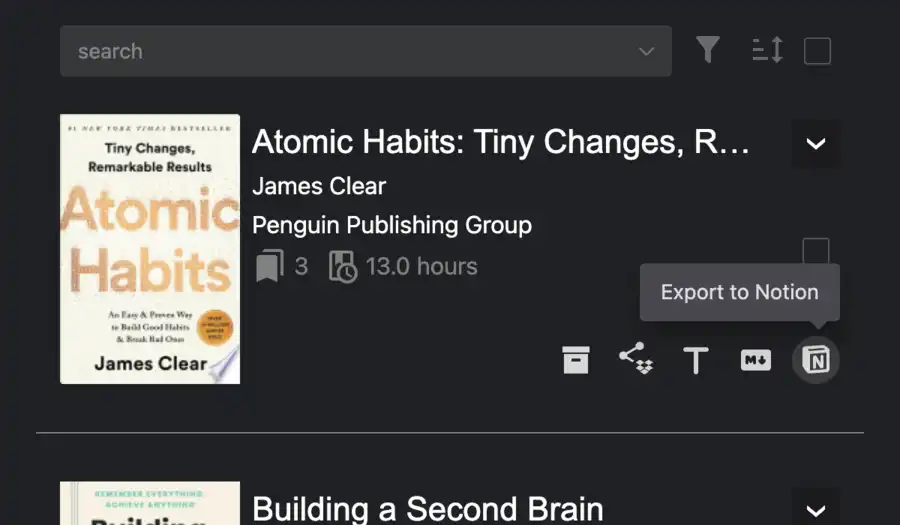 search
#1 NEW YORK TIMES BESTSELLER
Tiny Changes,
Remarkable Results
Atomic
Habits
An Easy & Proven Way
to Build Good Habits
& Break Bad Ones
James Clear
Atomic Habits: Tiny Changes, R...
James Clear
Penguin Publishing Group
3
13.0 hours
Export to Notion
T
M
N
REMEMBER EVERYTHING.
ACHIEVE ANYTHING.
Building
Building a Second Brain